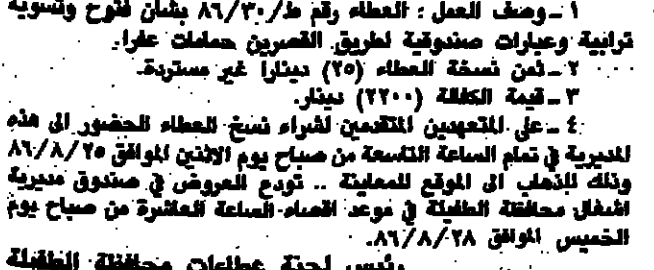 ١ ـ وصف العمل : العطاء رقم ط/٨٦/٣٠ بشان فتوح وتسوية
ترابية وعبارات صندوقية لطريق القصرين حمامات عفرا.
٢ ـ ثمن نسخة العطاء (٢٥) دينارا غير مستردة.
٣ ـ قيمة الكفالة (٢٢٠٠) دينار.
٤ ـ على المتعهدين المتقدمين لشراء نسخ العطاء الحضور الى هذه
المديرية في تمام الساعة التاسعة من صباح يوم الاثنين الموافق ٨٦/٨/٢٥
وذلك للذهاب الى الموقع للمعاينة .. تودع العروض في صندوق مديرية
اشغال محافظة الطفيلة في موعد اقصاه الساعة العاشرة من صباح يوم
الخميس الموافق ٨٦/٨/٢٨.
رئيس لجنة عطاءات محافظة الطفيلة